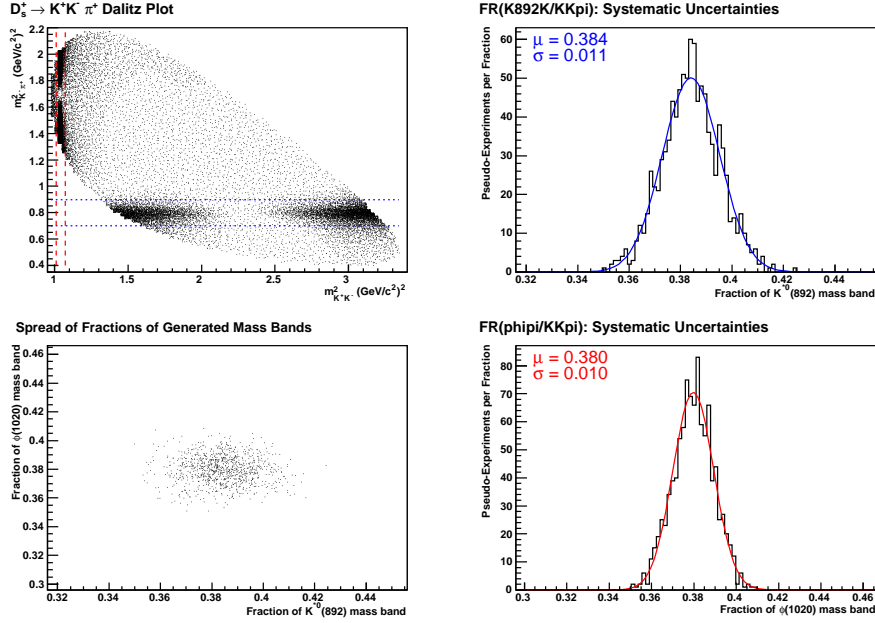 D_s^+ → K^+K^- π^+ Dalitz Plot
m^2_{K^-π^+} (GeV/c^2)^2
2.2
2
1.8
1.6
1.4
1.2
1
0.8
0.6
0.4
1 1.5 2 2.5 3
m^2_{K^+K^-} (GeV/c^2)^2
FR(K892K/KKpi): Systematic Uncertainties
μ = 0.384
σ = 0.011
Pseudo-Experiments per Fraction
60
50
40
30
20
10
0
0.32 0.34 0.36 0.38 0.4 0.42 0.44
Fraction of K^{*0}(892) mass band
Spread of Fractions of Generated Mass Bands
Fraction of ϕ(1020) mass band
0.46
0.44
0.42
0.4
0.38
0.36
0.34
0.32
0.3
0.32 0.34 0.36 0.38 0.4 0.42 0.44
Fraction of K^{*0}(892) mass band
FR(phipi/KKpi): Systematic Uncertainties
μ = 0.380
σ = 0.010
Pseudo-Experiments per Fraction
80
70
60
50
40
30
20
10
0
0.3 0.32 0.34 0.36 0.38 0.4 0.42 0.44 0.46
Fraction of ϕ(1020) mass band